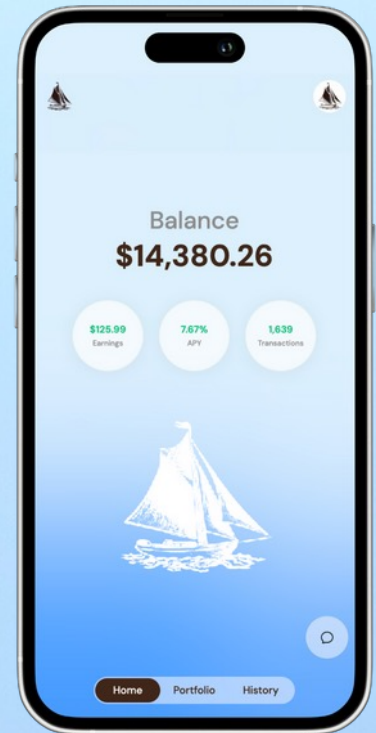 Balance
$14,380.26
$125.99
Earnings
7.67%
APY
1,639
Transactions
Home
Portfolio
History